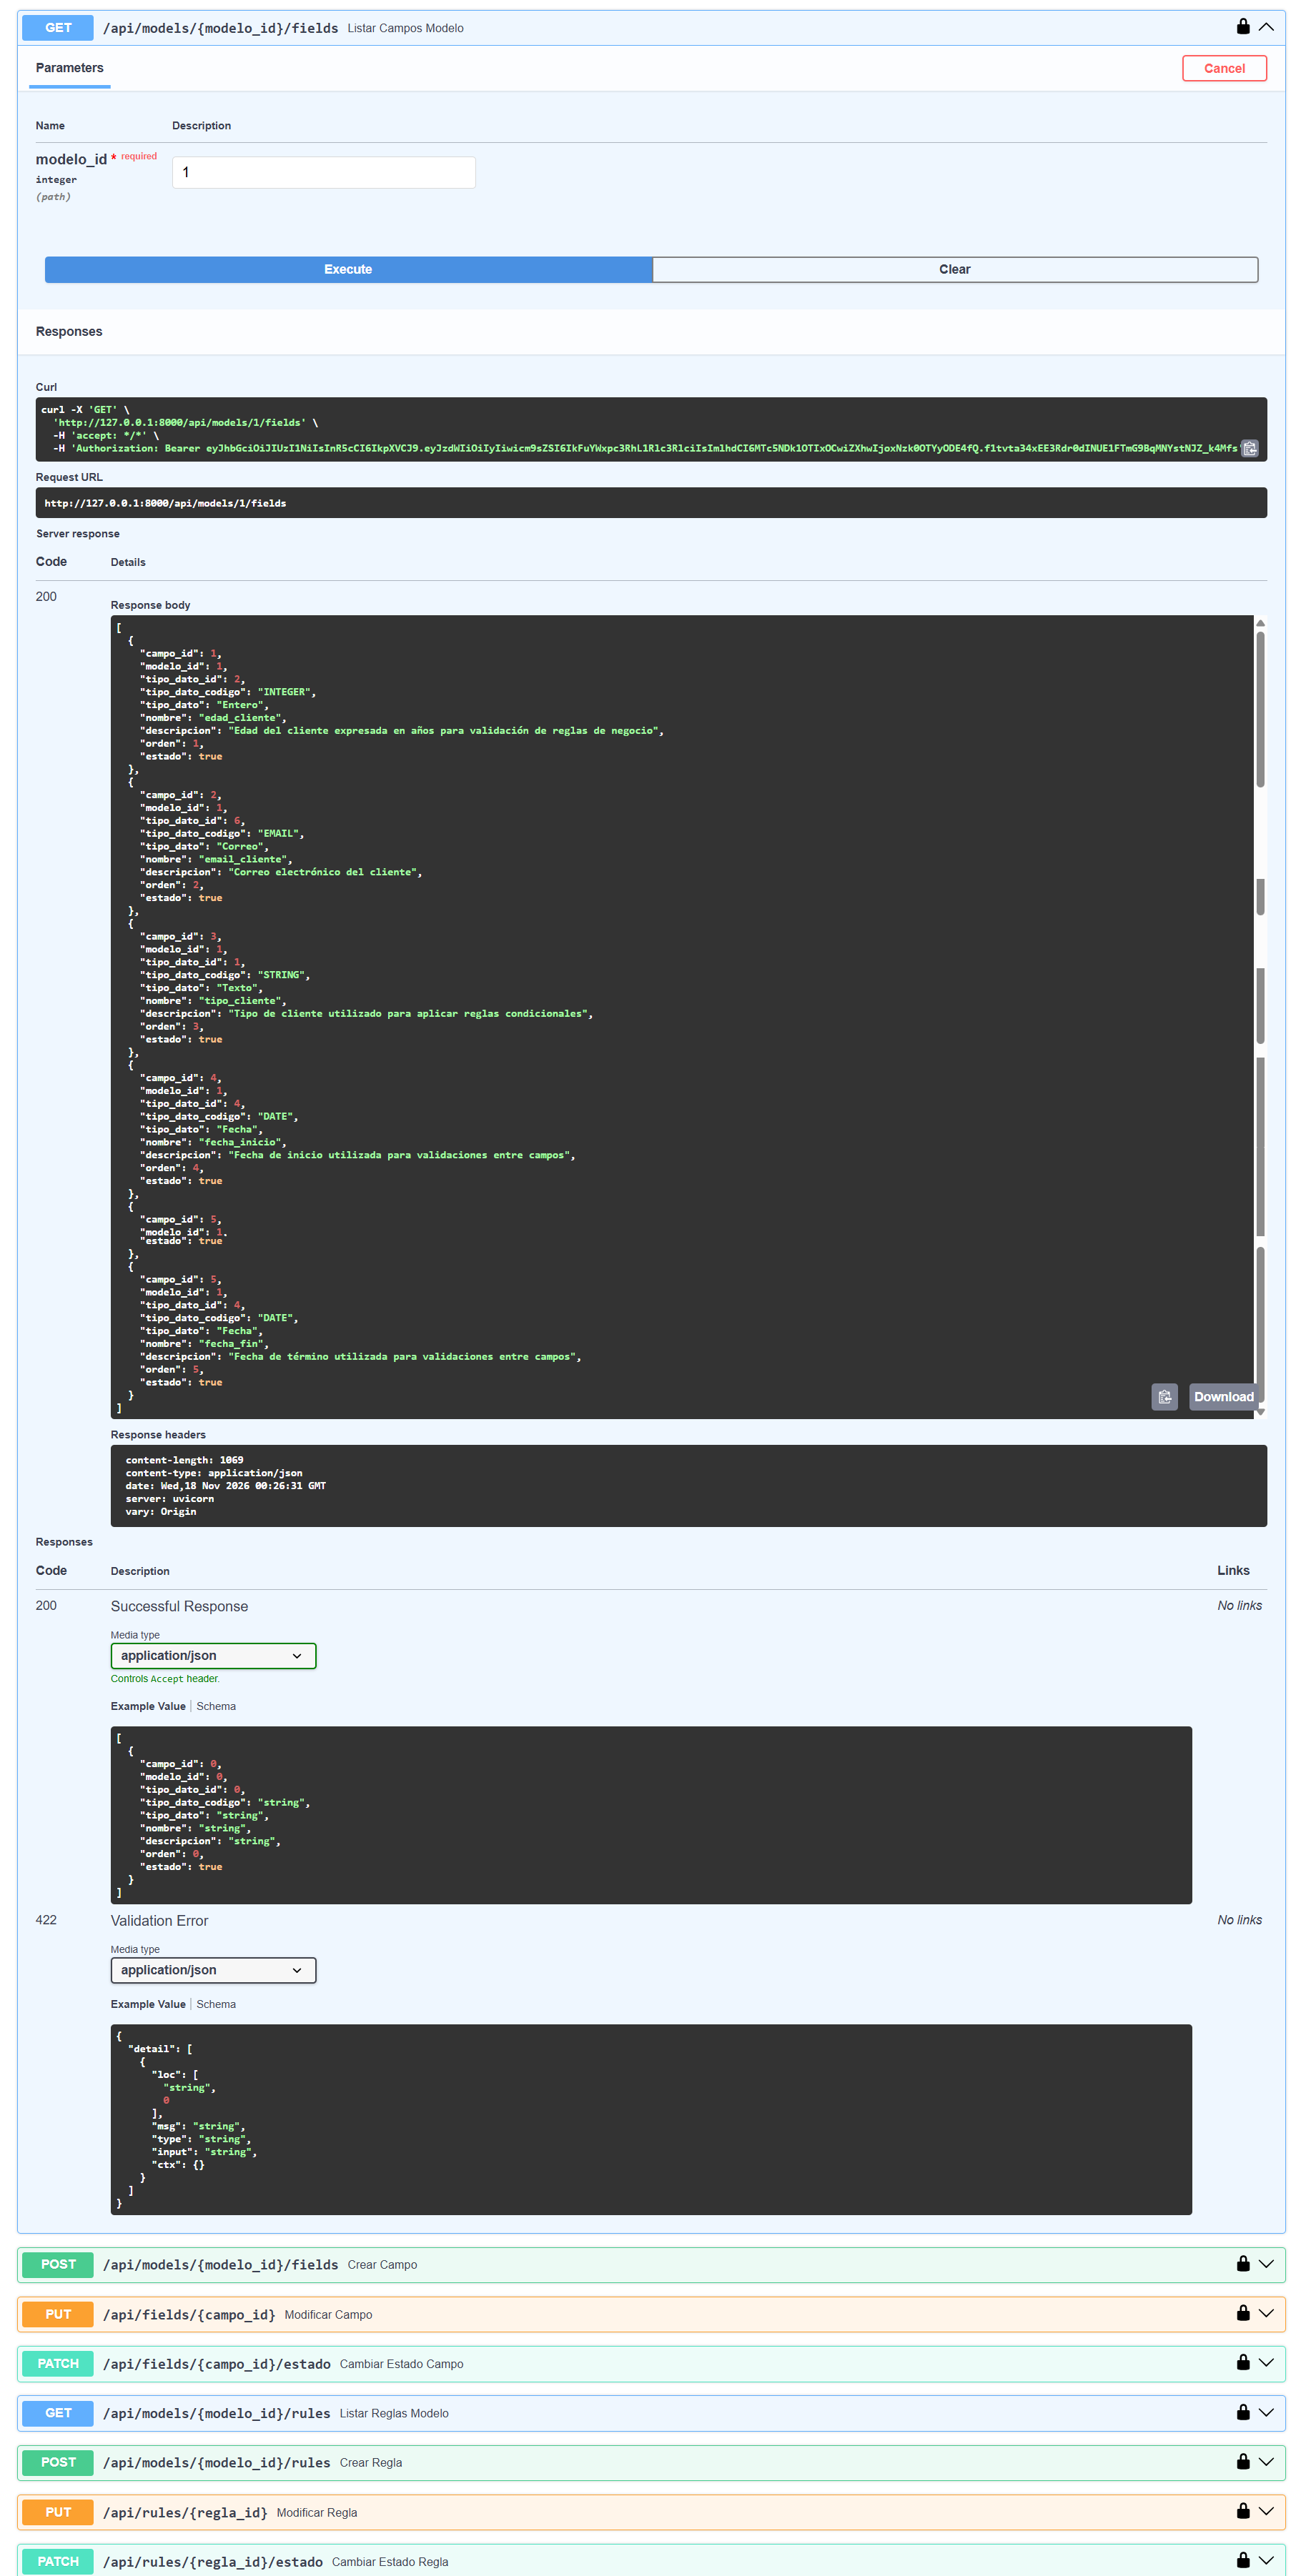 GET /api/models/{modelo_id}/fields Listar Campos Modelo
Parameters
Cancel
Name Description
modelo_id * required
integer
(path)
1
Execute Clear
Responses
Curl
curl -X 'GET' \
'http://127.0.0.1:8000/api/models/1/fields' \
-H 'accept: */*' \
-H 'Authorization: Bearer
Request URL
http://127.0.0.1:8000/api/models/1/fields
Server response
Code Details
200
Response body
[
{
"campo_id": 1,
"modelo_id": 1,
"tipo_dato_id": 2,
"tipo_dato_codigo": "INTEGER",
"tipo_dato": "Entero",
"nombre": "edad_cliente",
"descripcion": "Edad del cliente expresada en años para validación de reglas de negocio",
"orden": 1,
"estado": true
},
{
"campo_id": 2,
"modelo_id": 1,
"tipo_dato_id": 6,
"tipo_dato_codigo": "EMAIL",
"tipo_dato": "Correo",
"nombre": "email_cliente",
"descripcion": "Correo electrónico del cliente",
"orden": 2,
"estado": true
},
{
"campo_id": 3,
"modelo_id": 1,
"tipo_dato_id": 1,
"tipo_dato_codigo": "STRING",
"tipo_dato": "Texto",
"nombre": "tipo_cliente",
"descripcion": "Tipo de cliente utilizado para aplicar reglas condicionales",
"orden": 3,
"estado": true
},
{
"campo_id": 4,
"modelo_id": 1,
"tipo_dato_id": 4,
"tipo_dato_codigo": "DATE",
"tipo_dato": "Fecha",
"nombre": "fecha_inicio",
"descripcion": "Fecha de inicio utilizada para validaciones entre campos",
"orden": 4,
"estado": true
},
{
"campo_id": 5,
"modelo_id": 1,
"estado": true
},
{
"campo_id": 5,
"modelo_id": 1,
"tipo_dato_id": 4,
"tipo_dato_codigo": "DATE",
"tipo_dato": "Fecha",
"nombre": "fecha_fin",
"descripcion": "Fecha de término utilizada para validaciones entre campos",
"orden": 5,
"estado": true
}
]
Download
Response headers
content-length: 1069
content-type: application/json
date: Wed,18 Nov 2026 00:26:31 GMT
server: uvicorn
vary: Origin
Responses
Code Description Links
200 Successful Response No links
Media type
application/json
Controls Accept header.
Example Value Schema
[
{
"campo_id": 0,
"modelo_id": 0,
"tipo_dato_id": 0,
"tipo_dato_codigo": "string",
"tipo_dato": "string",
"nombre": "string",
"descripcion": "string",
"orden": 0,
"estado": true
}
]
422 Validation Error No links
Media type
application/json
Example Value Schema
{
"detail": [
{
"loc": [
"string",
0
],
"msg": "string",
"type": "string",
"input": "string",
"ctx": {}
}
]
}
POST /api/models/{modelo_id}/fields Crear Campo
PUT /api/fields/{campo_id} Modificar Campo
PATCH /api/fields/{campo_id}/estado Cambiar Estado Campo
GET /api/models/{modelo_id}/rules Listar Reglas Modelo
POST /api/models/{modelo_id}/rules Crear Regla
PUT /api/rules/{regla_id} Modificar Regla
PATCH /api/rules/{regla_id}/estado Cambiar Estado Regla